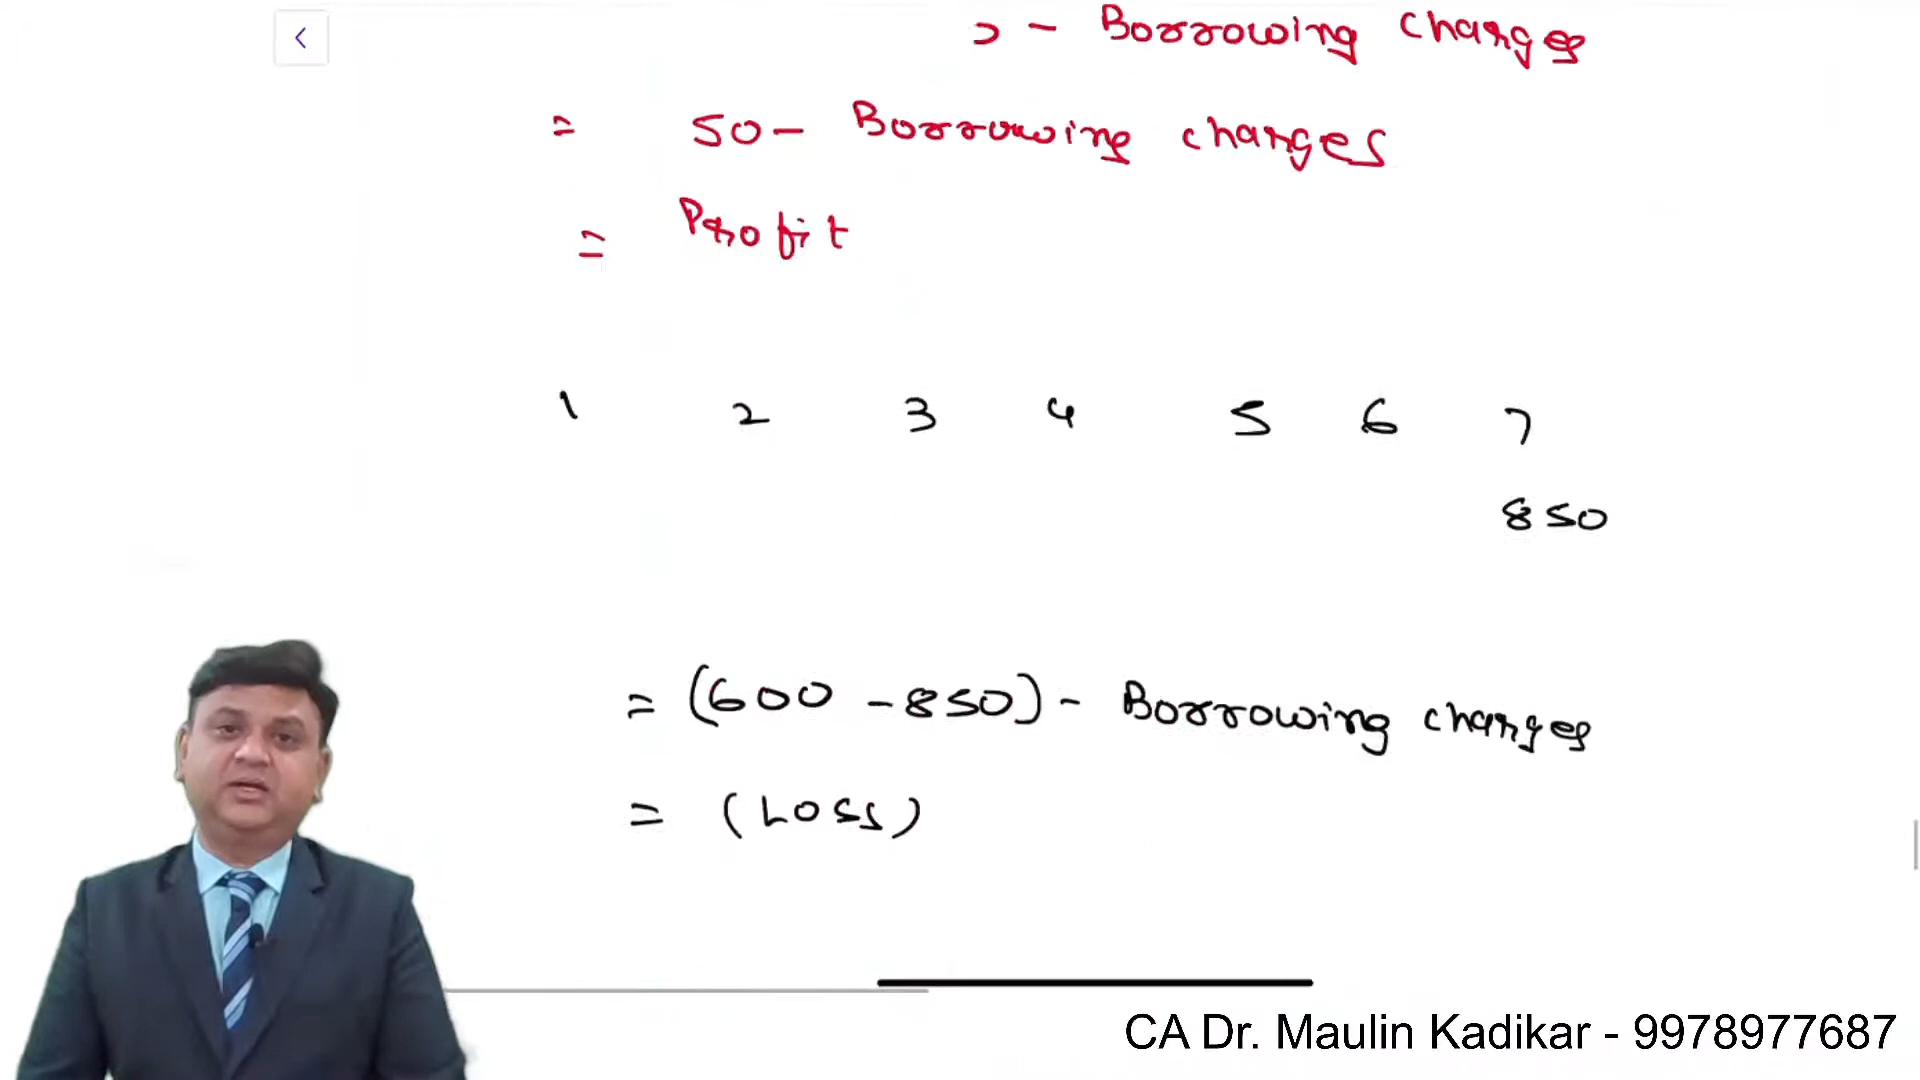 - Borrowing charges
= 50 - Borrowing charges
= Profit
1 2 3 4 5 6 7
850
= (600 - 850) - Borrowing charges
= (Loss)
CA Dr. Maulin Kadikar - 9978977687